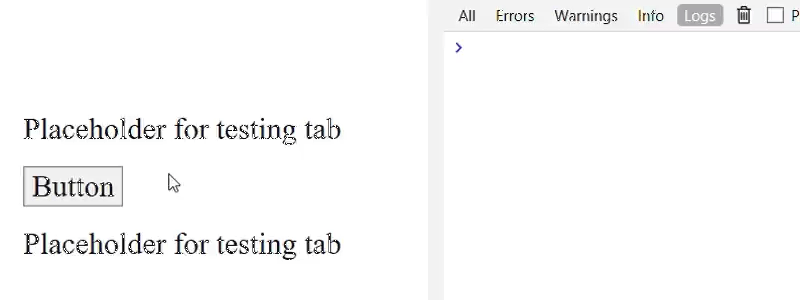 All Errors Warnings Info Logs P
Placeholder for testing tab
Button
Placeholder for testing tab